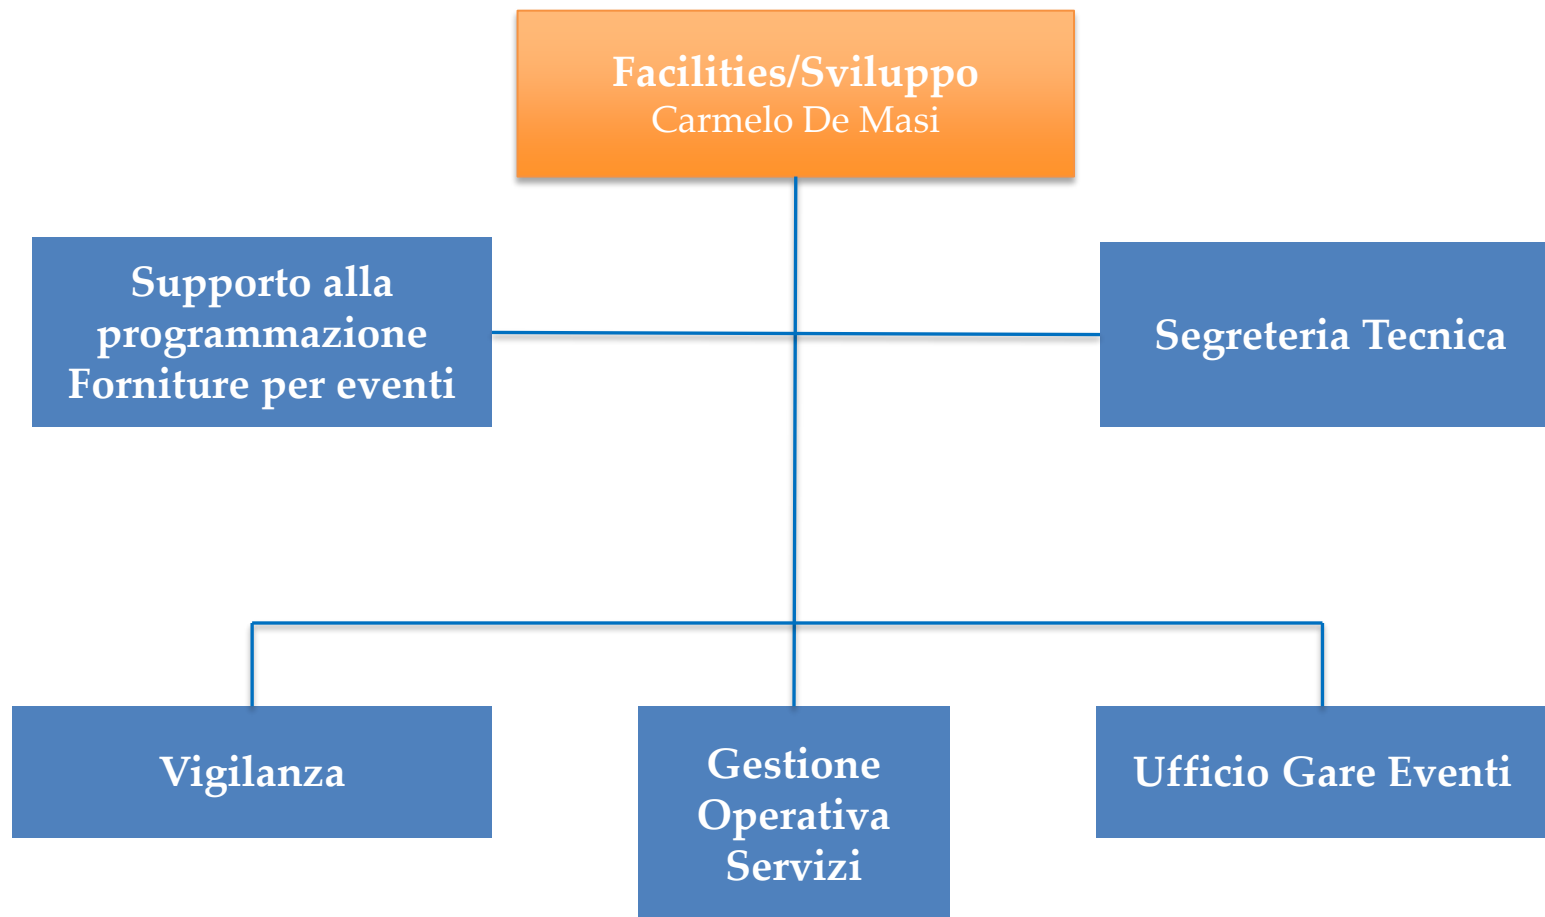 Facilities/Sviluppo
Carmelo De Masi
Supporto alla
programmazione
Forniture per eventi
Segreteria Tecnica
Vigilanza
Gestione
Operativa
Servizi
Ufficio Gare Eventi